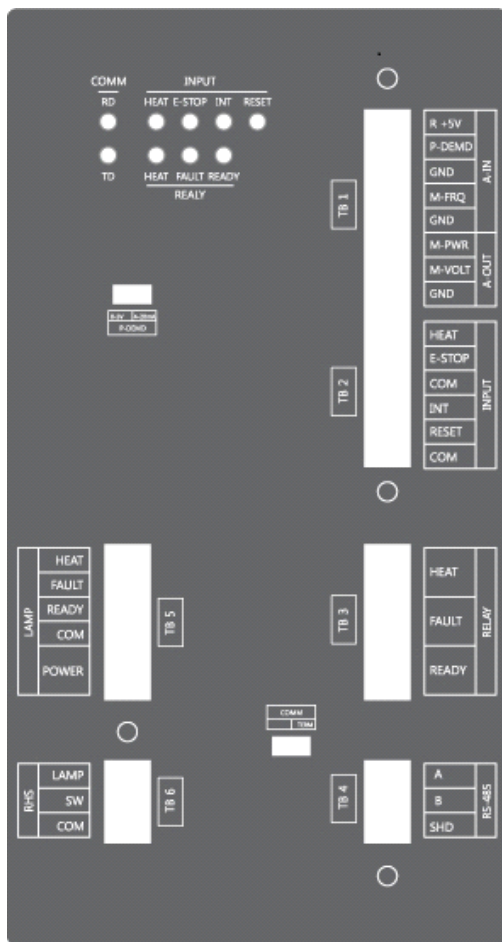 COMM INPUT
RD HEAT E-STOP INT RESET
TD HEAT FAULT READY
REALY
P-DEMD
TB 1
R +5V
P-DEMD
GND
M-FRQ
GND
A-IN
M-PWR
M-VOLT
GND
A-OUT
TB 2
HEAT
E-STOP
COM
INT
RESET
COM
INPUT
LAMP
HEAT
FAULT
READY
COM
POWER
TB 5
TB 3
HEAT
FAULT
READY
RELAY
COMM
TERM
RHS
LAMP
SW
COM
TB 6
TB 4
A
B
SHD
RS-485